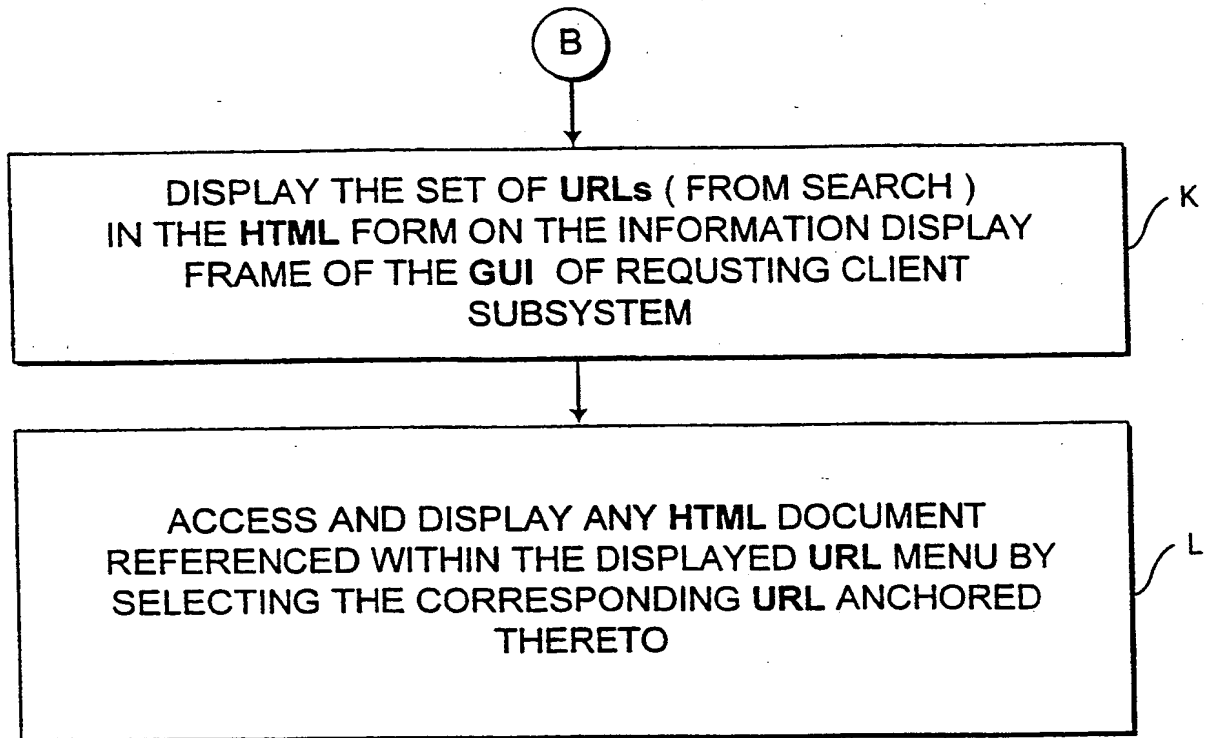 B
DISPLAY THE SET OF URLs ( FROM SEARCH )
IN THE HTML FORM ON THE INFORMATION DISPLAY
FRAME OF THE GUI OF REQUSTING CLIENT
SUBSYSTEM
K
ACCESS AND DISPLAY ANY HTML DOCUMENT
REFERENCED WITHIN THE DISPLAYED URL MENU BY
SELECTING THE CORRESPONDING URL ANCHORED
THERETO
L